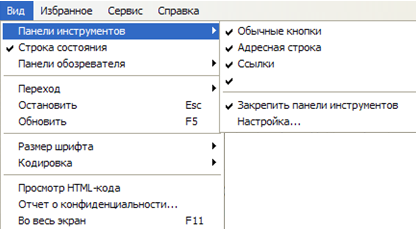 Вид Избранное Сервис Справка
Панели инструментов
Строка состояния
Панели обозревателя
Переход
Остановить Esc
Обновить F5
Размер шрифта
Кодировка
Просмотр HTML-кода
Отчет о конфиденциальности...
Во весь экран F11
Обычные кнопки
Адресная строка
Ссылки
Закрепить панели инструментов
Настройка...